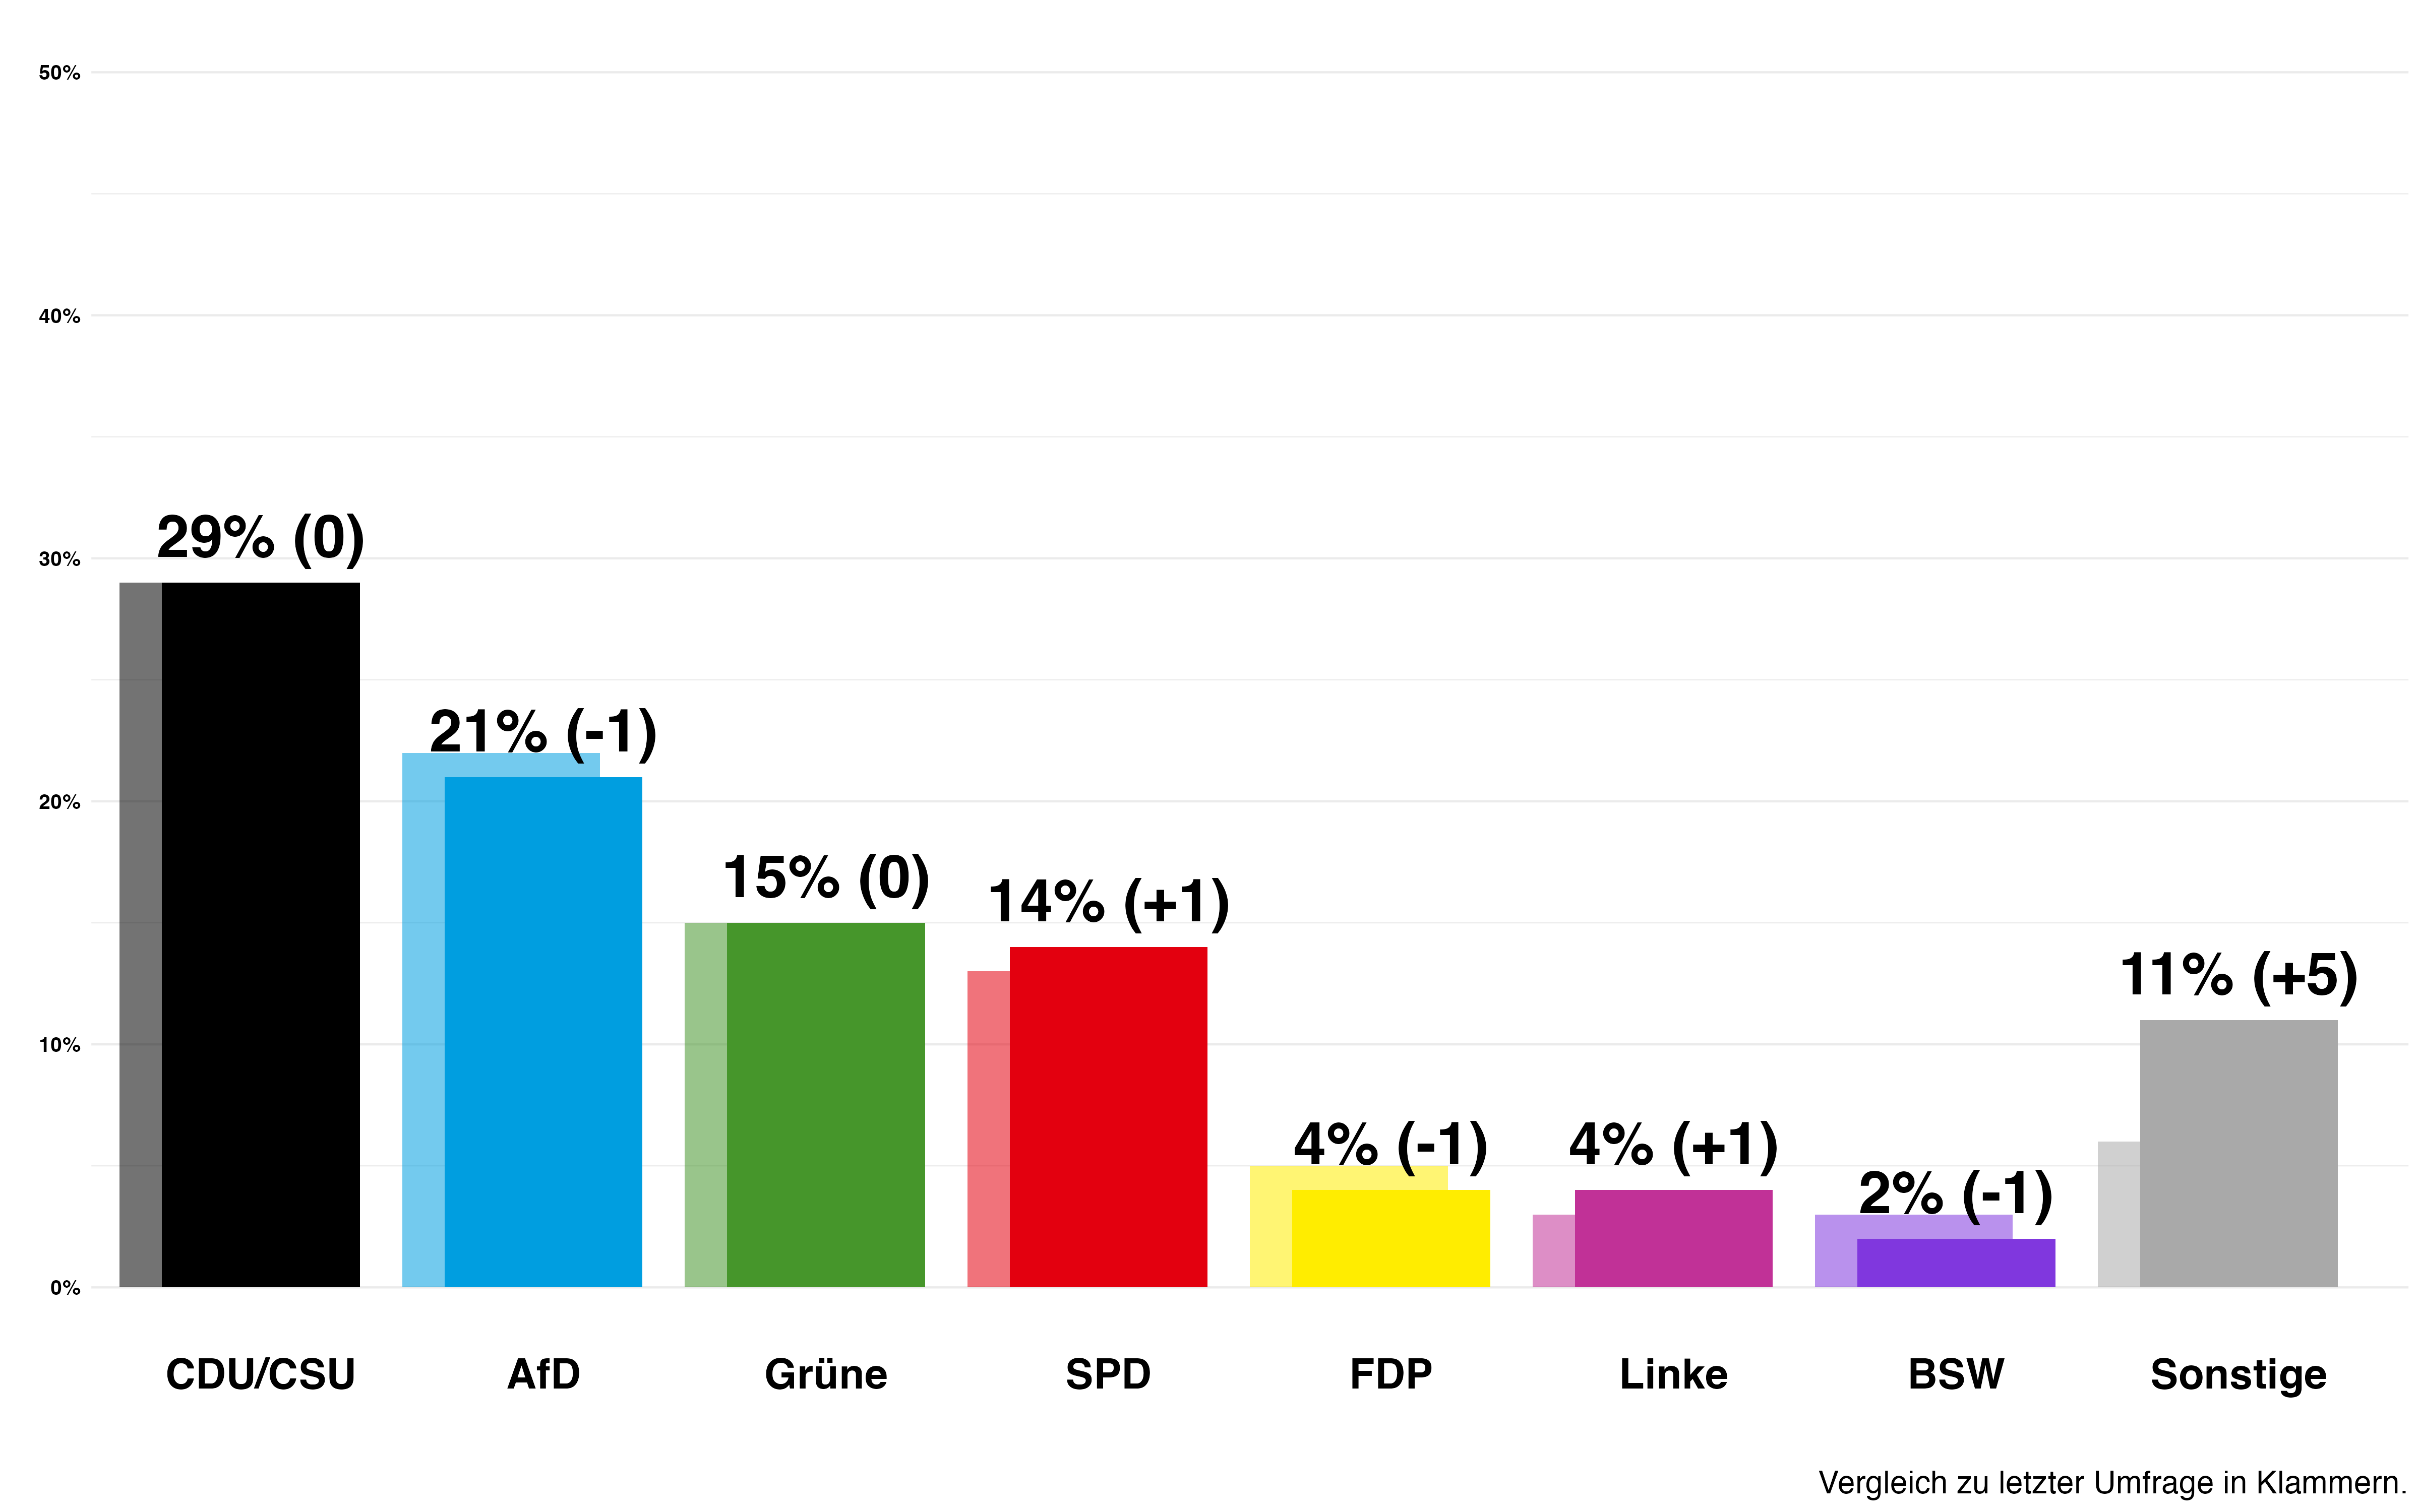 50%
40%
30%
20%
10%
0%
29% (0)
21% (-1)
15% (0)
14% (+1)
4% (-1)
4% (+1)
2% (-1)
11% (+5)
CDU/CSU
AfD
Grüne
SPD
FDP
Linke
BSW
Sonstige
Vergleich zu letzter Umfrage in Klammern.